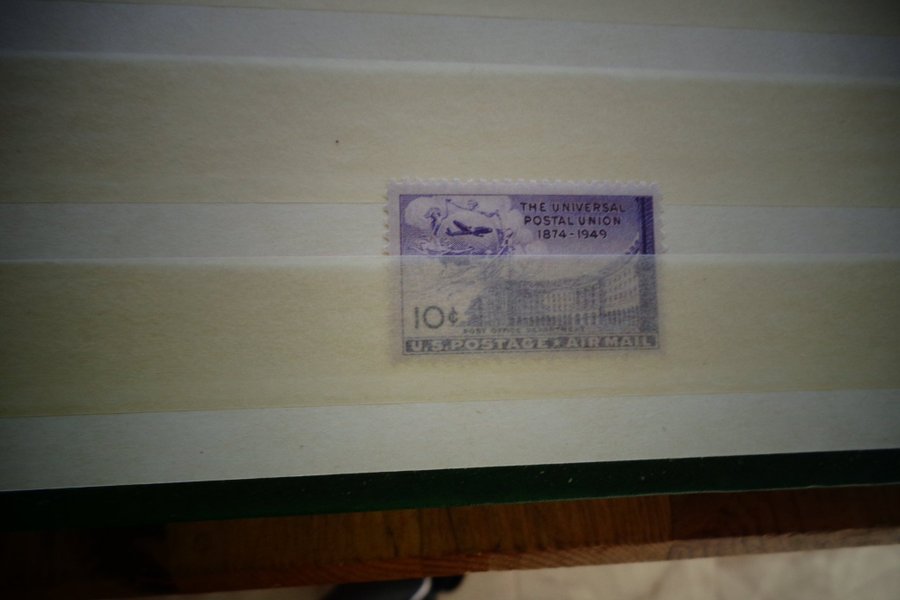 THE UNIVERSAL
POSTAL UNION
1874-1949
10¢
POST OFFICE DEPARTMENT
U.S. POSTAGE ★ AIR MAIL